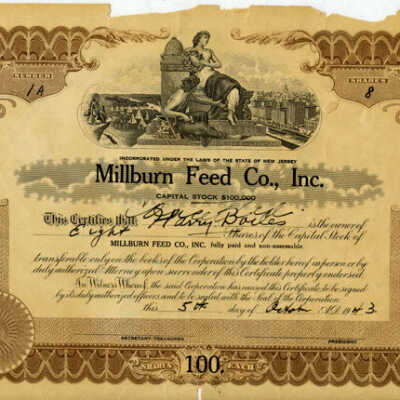 NUMBER
SHARES
1A
8
INCORPORATED UNDER THE LAWS OF THE STATE OF NEW JERSEY
Millburn Feed Co., Inc.
CAPITAL STOCK $100,000
This Certifies that Harry is the owner of
Eight Shares of the Capital Stock of
MILLBURN FEED CO., INC. fully paid and non-assessable
transferable only on the books of the Corporation by the holder hereof in person or by
duly authorized Attorney upon surrender of this Certificate properly endorsed.
In Witness Whereof, the said Corporation has caused this Certificate to be signed
by its duly authorized officers and to be sealed with the Seal of the Corporation
this 5th day of A.D. 1943
SECRETARY-TREASURER
100.
SHARES
EACH